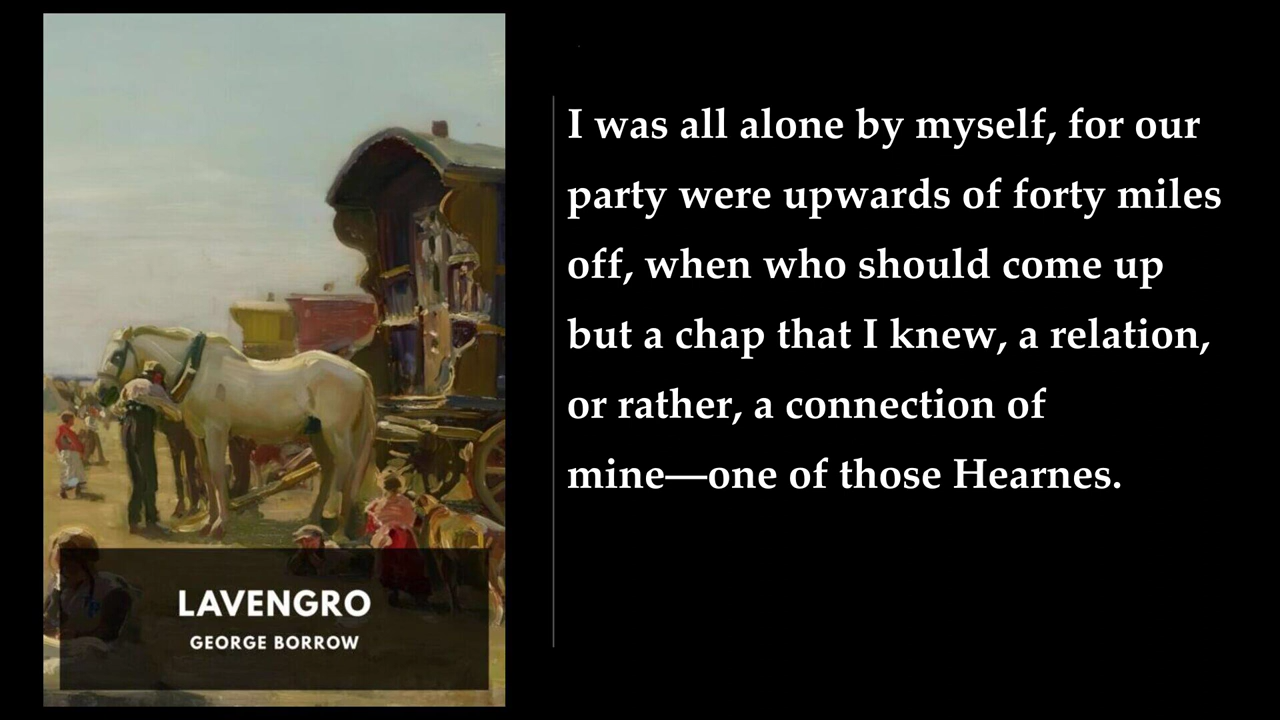 LAVENGRO
GEORGE BORROW
I was all alone by myself, for our
party were upwards of forty miles
off, when who should come up
but a chap that I knew, a relation,
or rather, a connection of
mine—one of those Hearnes.